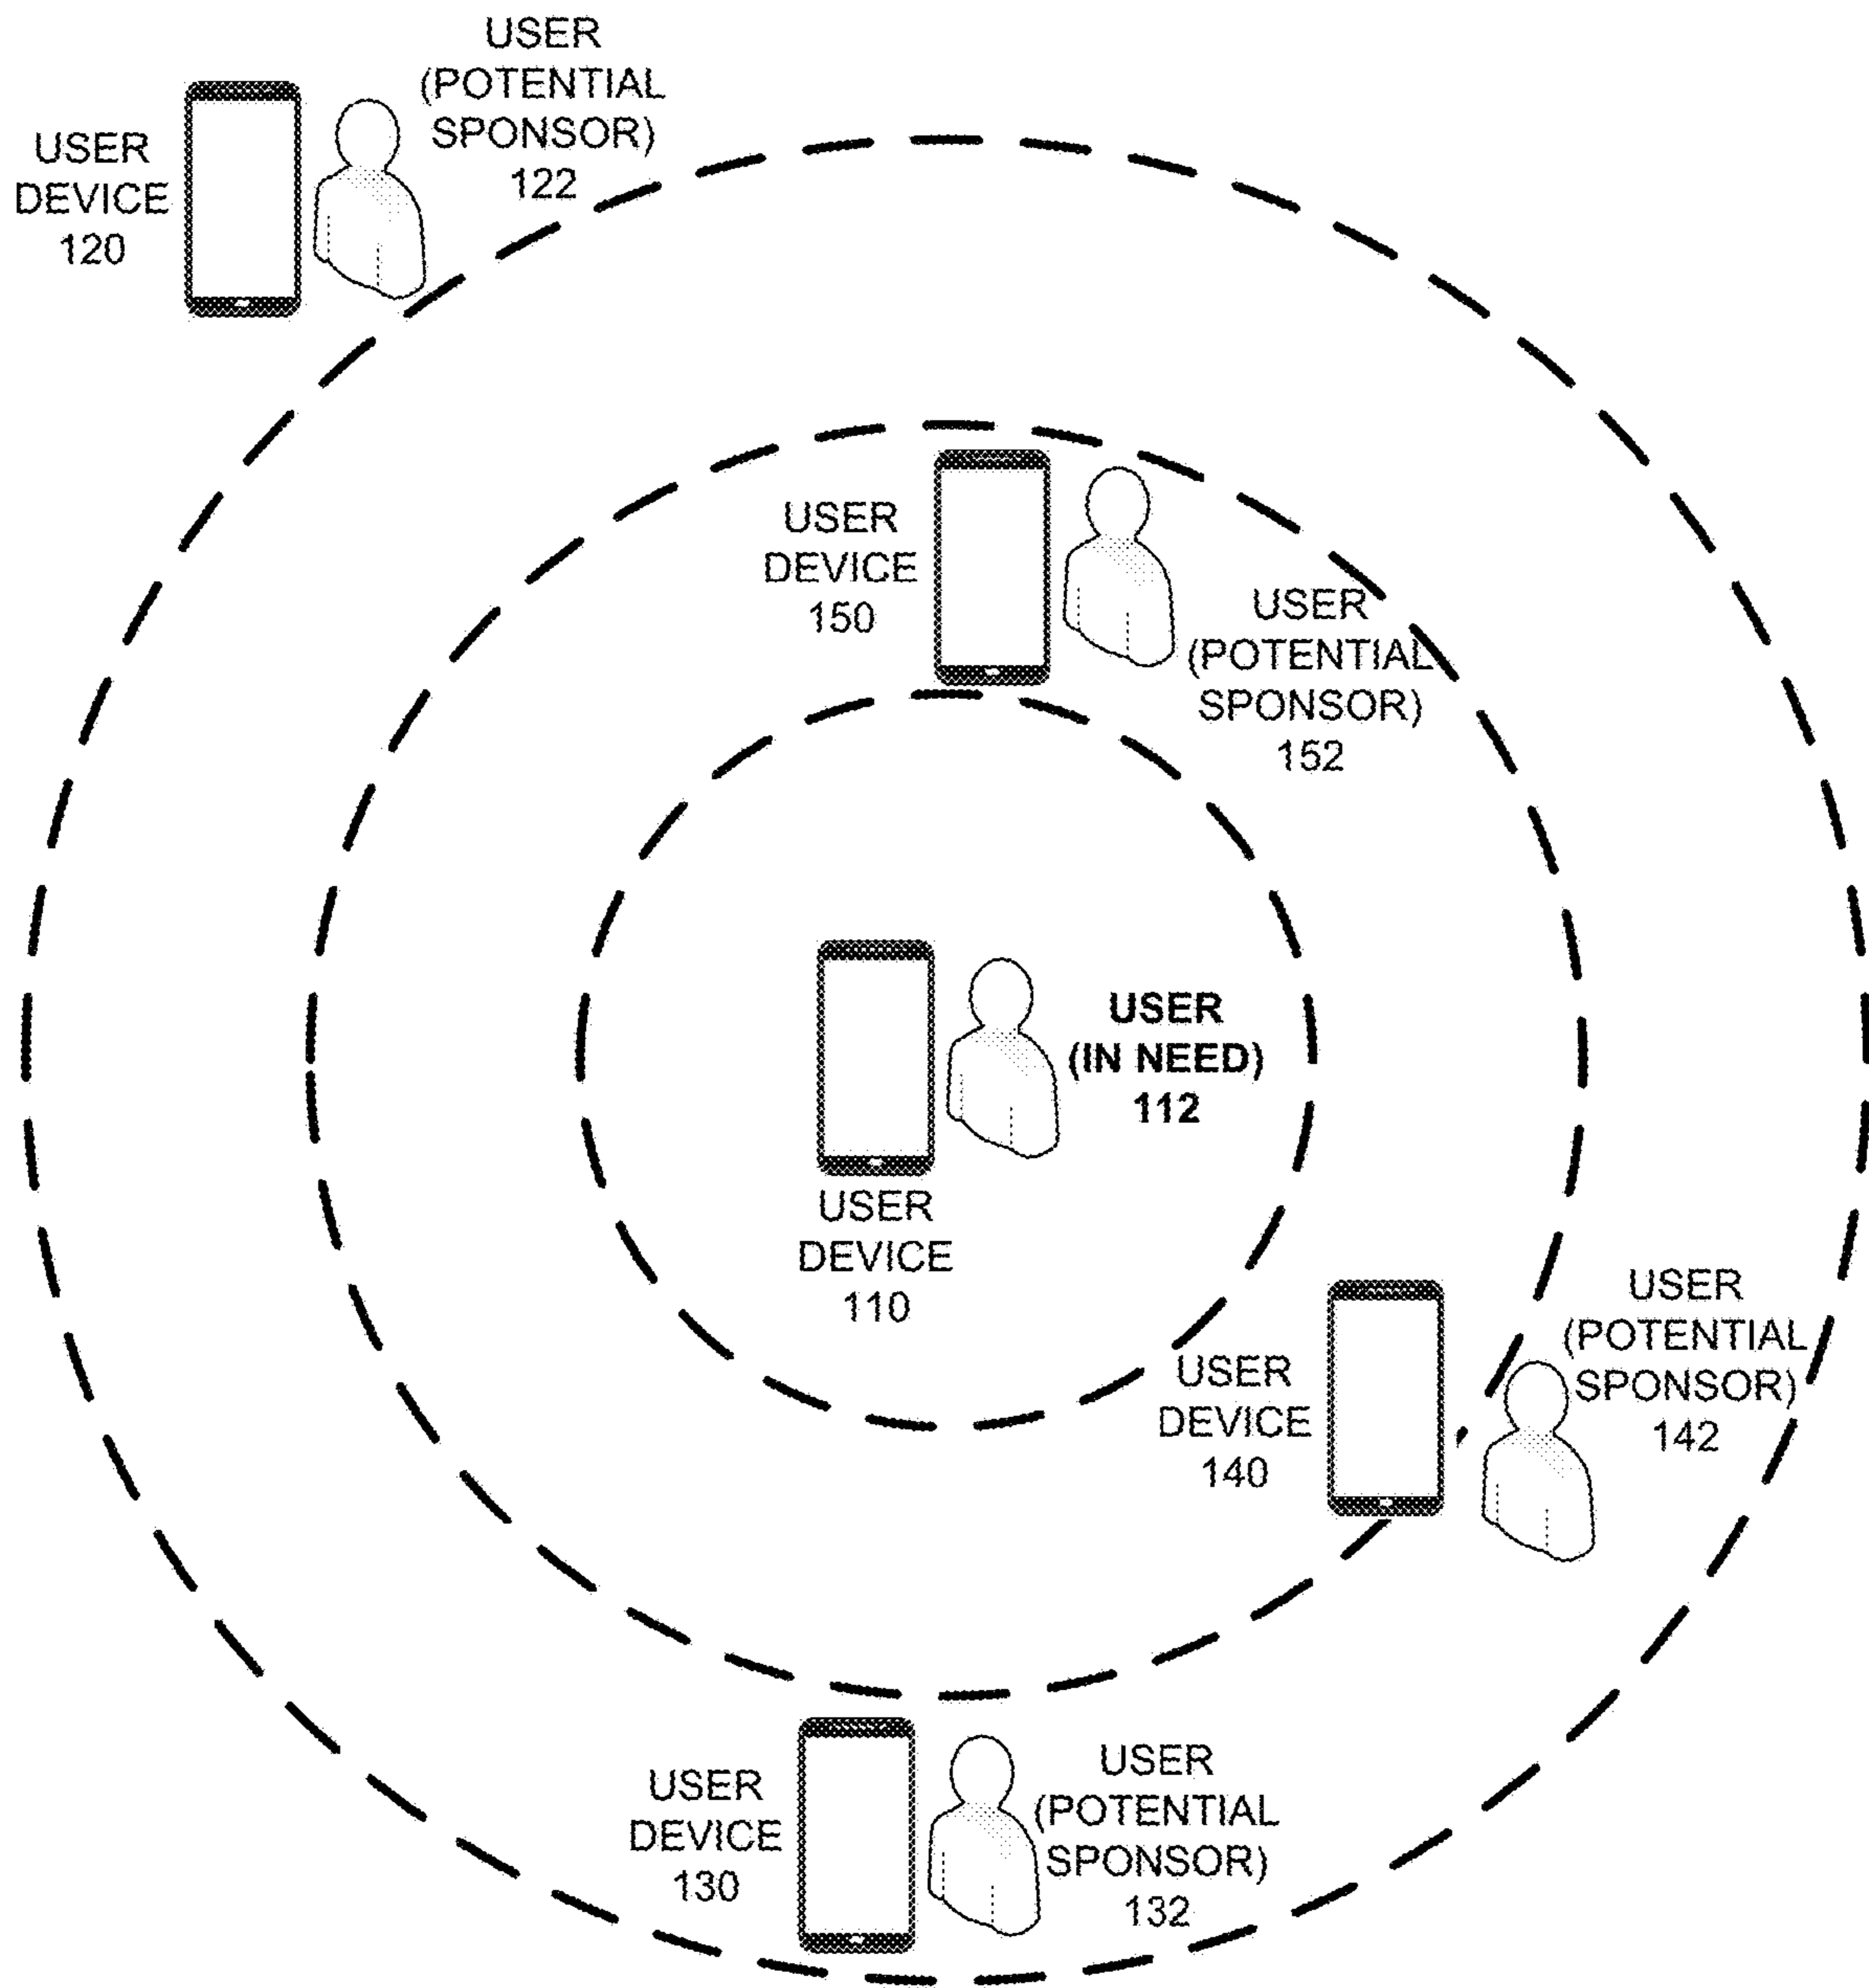 USER
(POTENTIAL
SPONSOR)
122
USER
DEVICE
120
USER
DEVICE
150
USER
(POTENTIAL
SPONSOR)
152
USER
(IN NEED)
112
USER
DEVICE
110
USER
(POTENTIAL
SPONSOR)
142
USER
DEVICE
140
USER
(POTENTIAL
SPONSOR)
132
USER
DEVICE
130